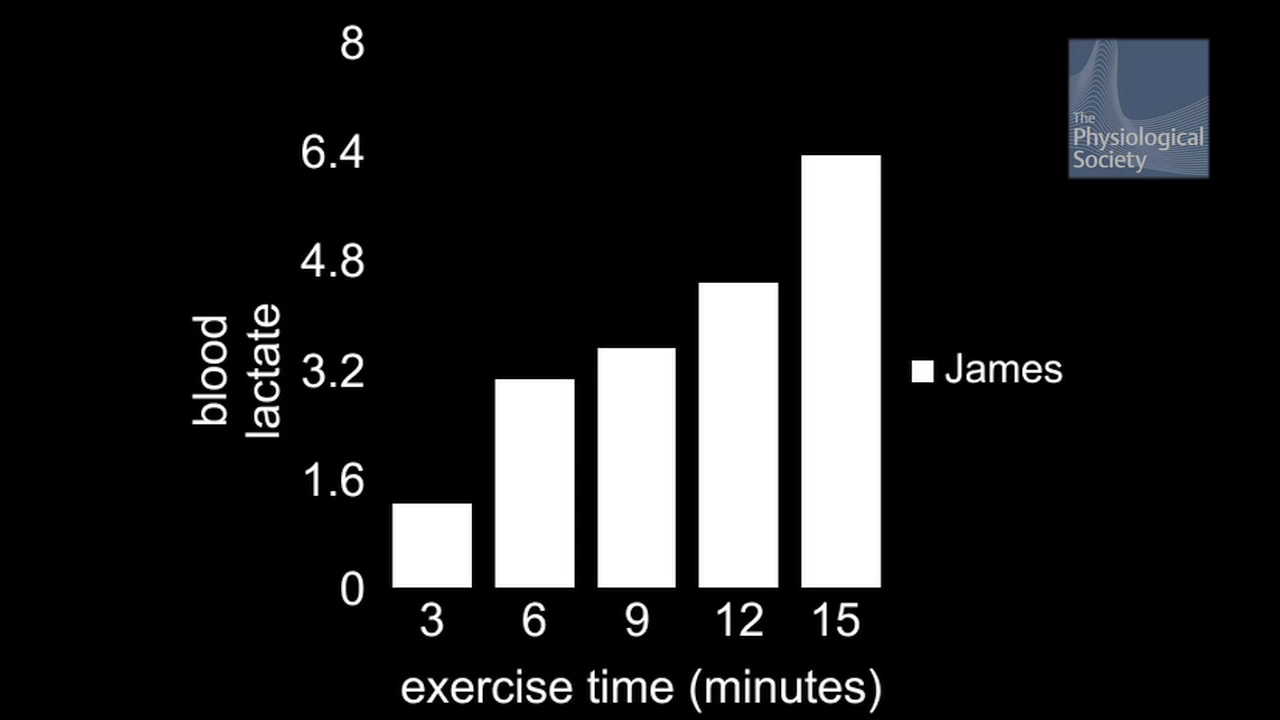 8
6.4
4.8
3.2
1.6
0
blood
lactate
3 6 9 12 15
exercise time (minutes)
James
The
Physiological
Society